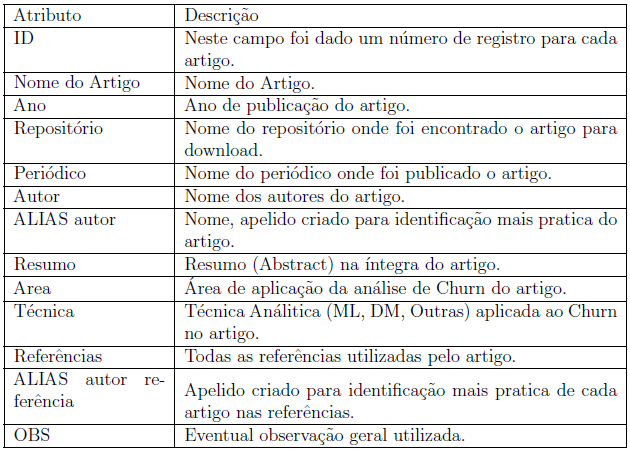 Atributo Descrição
ID Neste campo foi dado um número de registro para cada
artigo.
Nome do Artigo Nome do Artigo.
Ano Ano de publicação do artigo.
Repositório Nome do repositório onde foi encontrado o artigo para
download.
Periódico Nome do periódico onde foi publicado o artigo.
Autor Nome dos autores do artigo.
ALIAS autor Nome, apelido criado para identificação mais pratica do
artigo.
Resumo Resumo (Abstract) na íntegra do artigo.
Area Área de aplicação da análise de Churn do artigo.
Técnica Técnica Análitica (ML, DM, Outras) aplicada ao Churn
no artigo.
Referências Todas as referências utilizadas pelo artigo.
ALIAS autor re-
ferência
Apelido criado para identificação mais pratica de cada
artigo nas referências.
OBS Eventual observação geral utilizada.